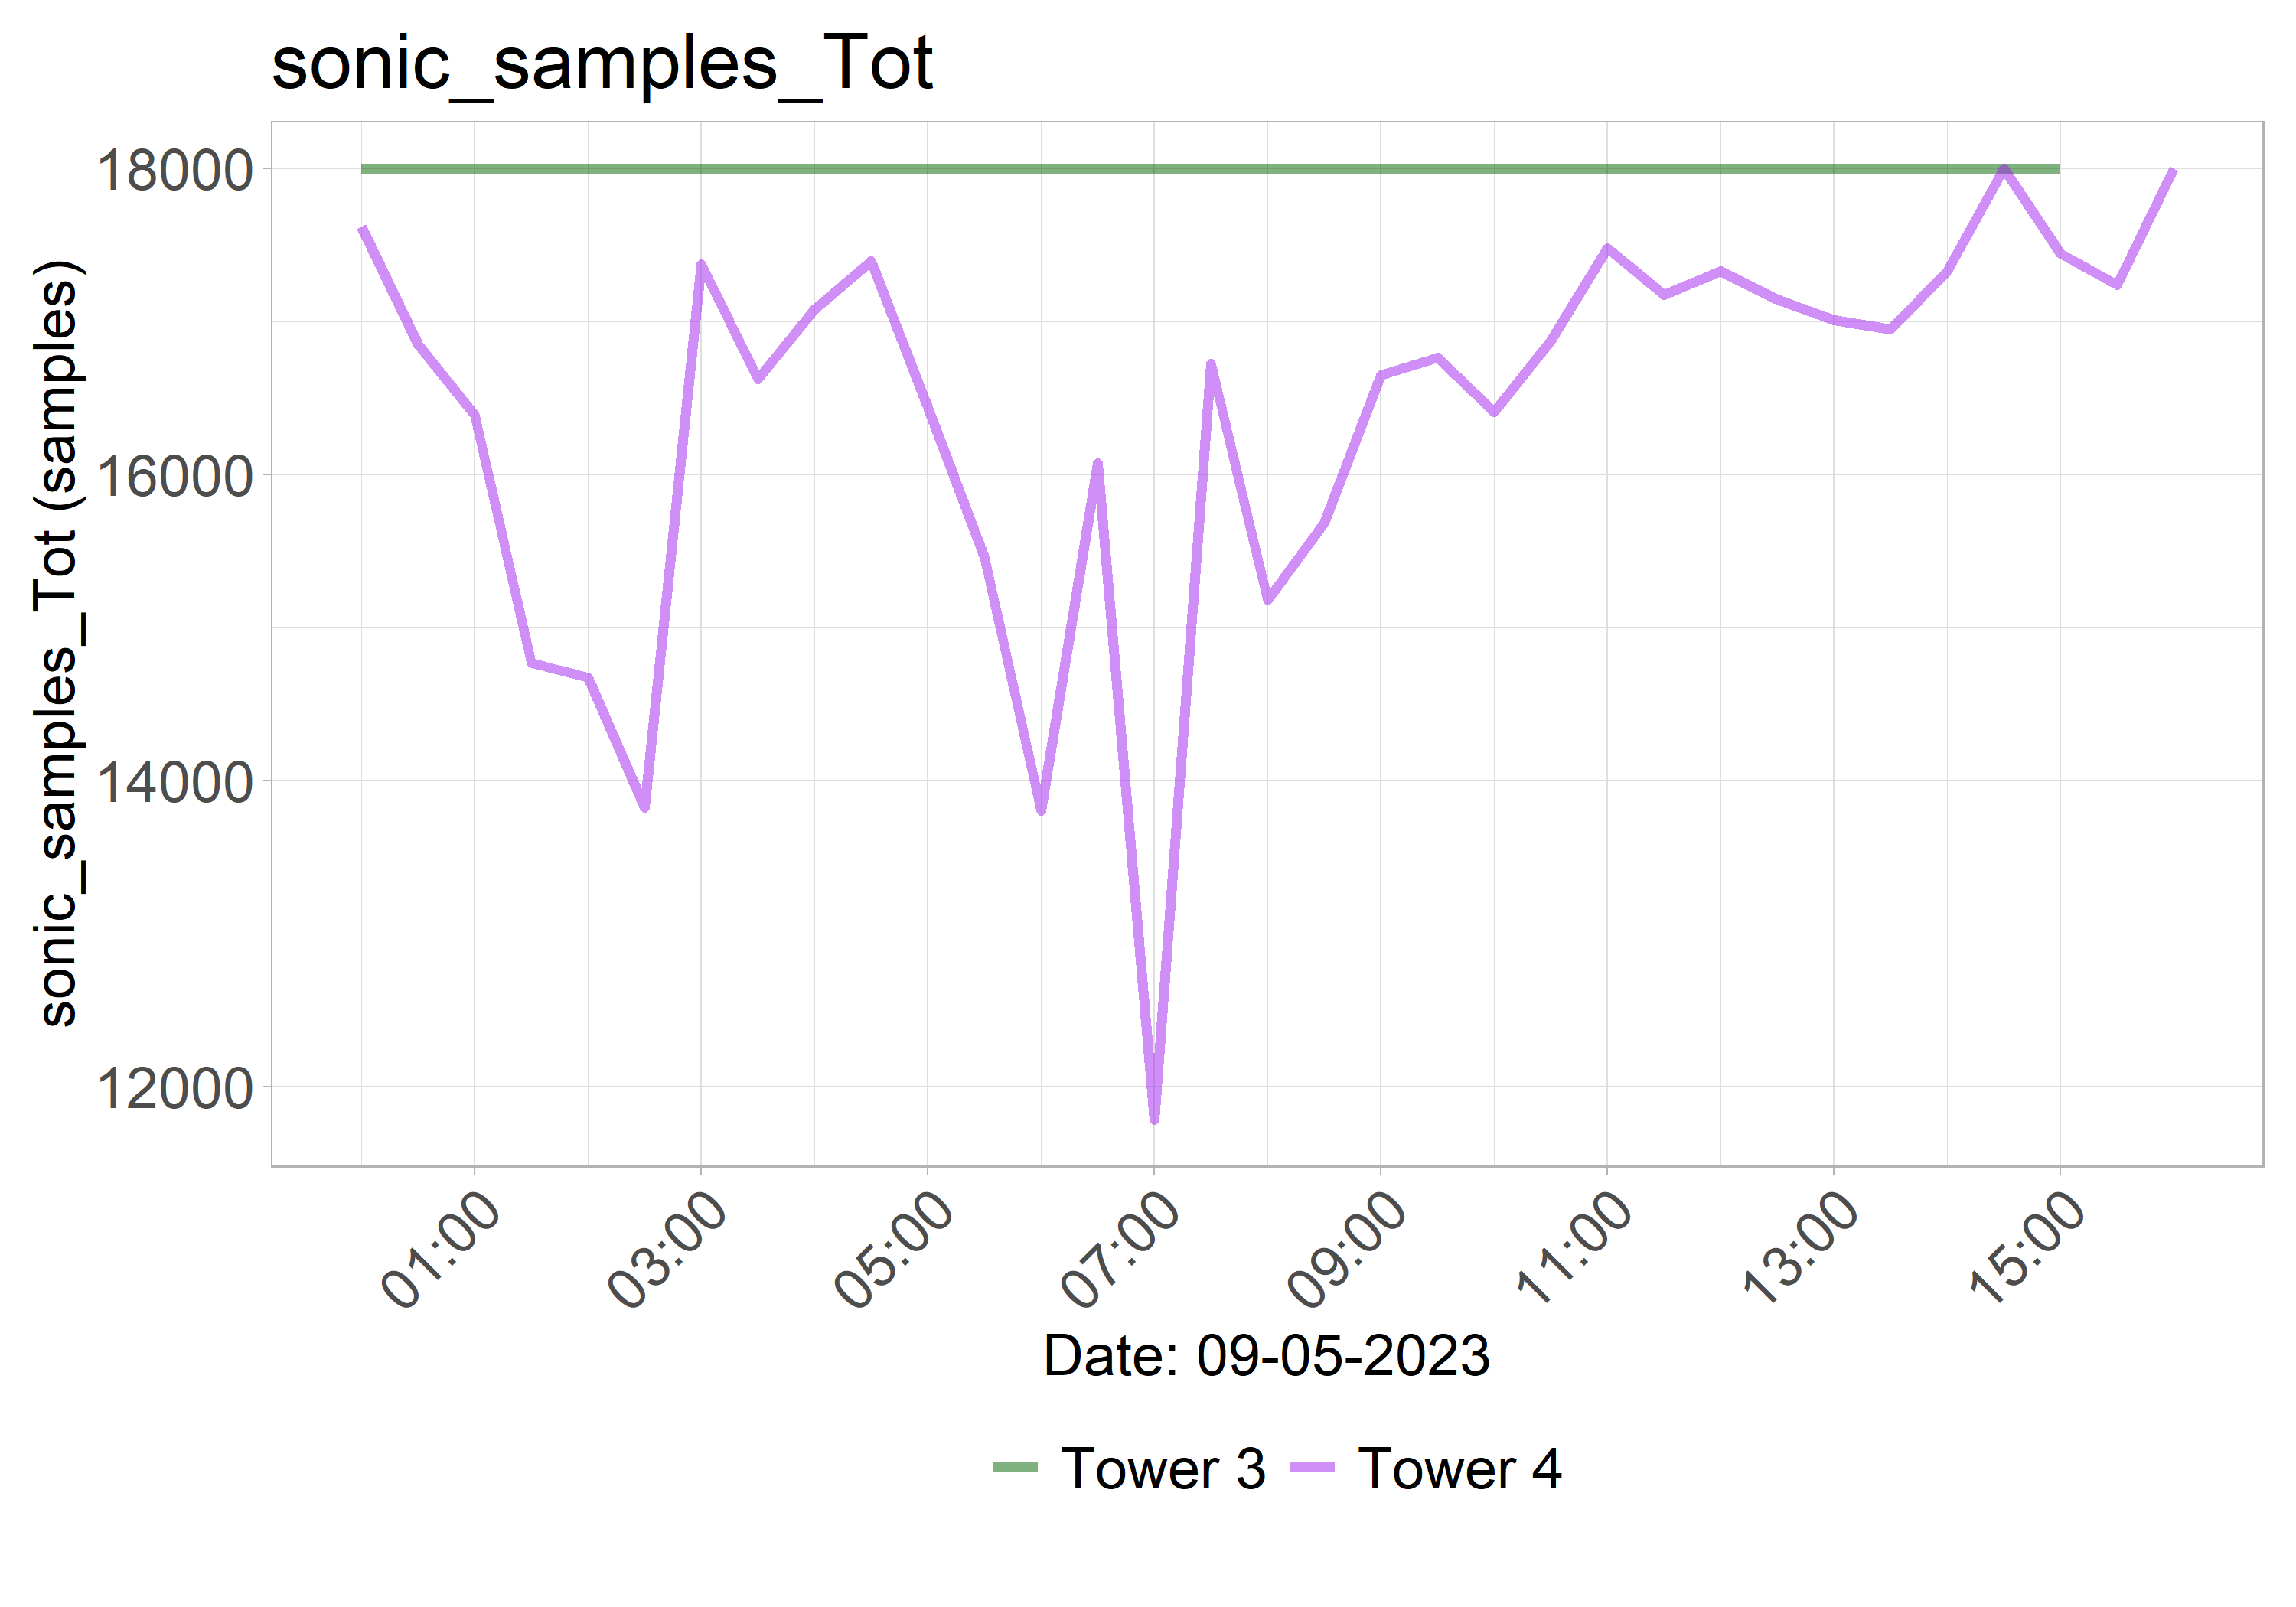 sonic_samples_Tot
sonic_samples_Tot (samples)
18000
16000
14000
12000
01:00
03:00
05:00
07:00
09:00
11:00
13:00
15:00
Date: 09-05-2023
Tower 3
Tower 4